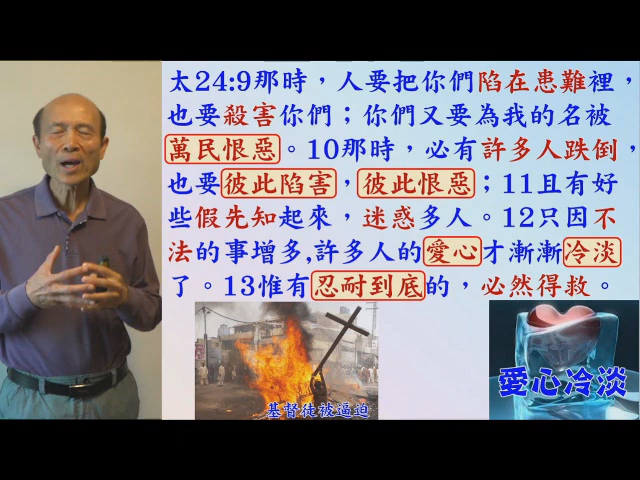 太24:9那時，人要把你們陷在患難裡，
也要殺害你們；你們又要為我的名被
萬民恨惡。10那時，必有許多人跌倒，
也要彼此陷害，彼此恨惡；11且有好
些假先知起來，迷惑多人。12只因不
法的事增多,許多人的愛心才漸漸冷淡
了。13惟有忍耐到底的，必然得救。
基督徒被逼迫
愛心冷淡